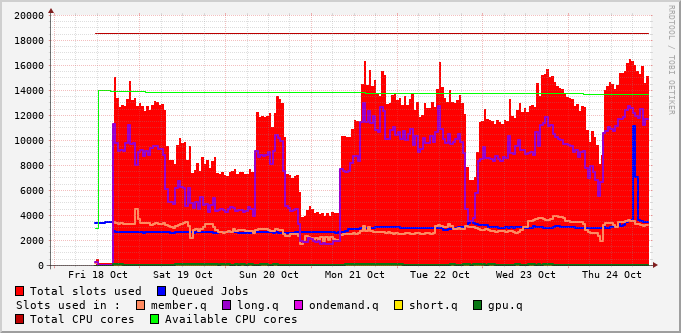 20000
18000
16000
14000
12000
10000
8000
6000
4000
2000
0
Fri 18 Oct Sat 19 Oct Sun 20 Oct Mon 21 Oct Tue 22 Oct Wed 23 Oct Thu 24 Oct
RRDTOOL / TOBI OETIKER
Total slots used Queued Jobs
Slots used in : member.q long.q ondemand.q short.q gpu.q
Total CPU cores Available CPU cores